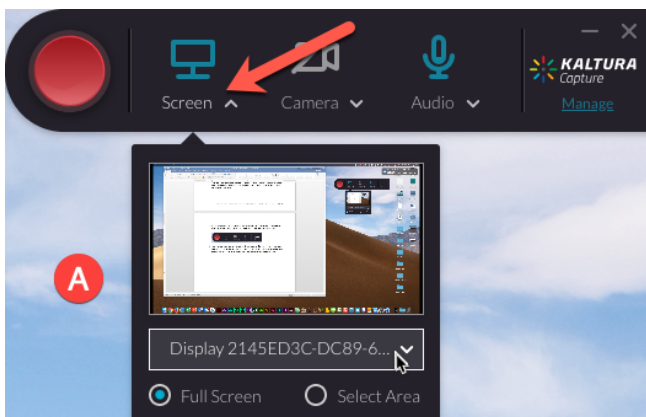 KALTURA
Capture
Screen Camera Audio Manage
A
Display 2145ED3C-DC89-6...
Full Screen Select Area